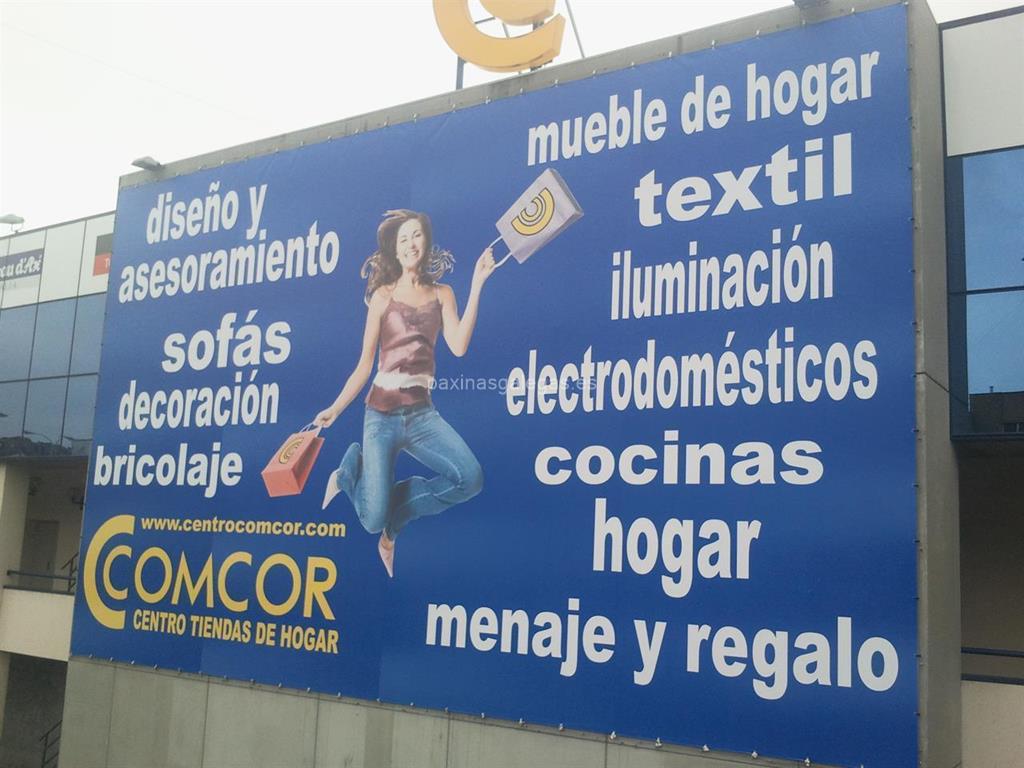 diseño y
asesoramiento
sofás
decoración
bricolaje
www.centrocomcor.com
COMCOR
CENTRO TIENDAS DE HOGAR
mueble de hogar
textil
iluminación
electrodomésticos
cocinas
hogar
menaje y regalo
paxinasgalegas.es